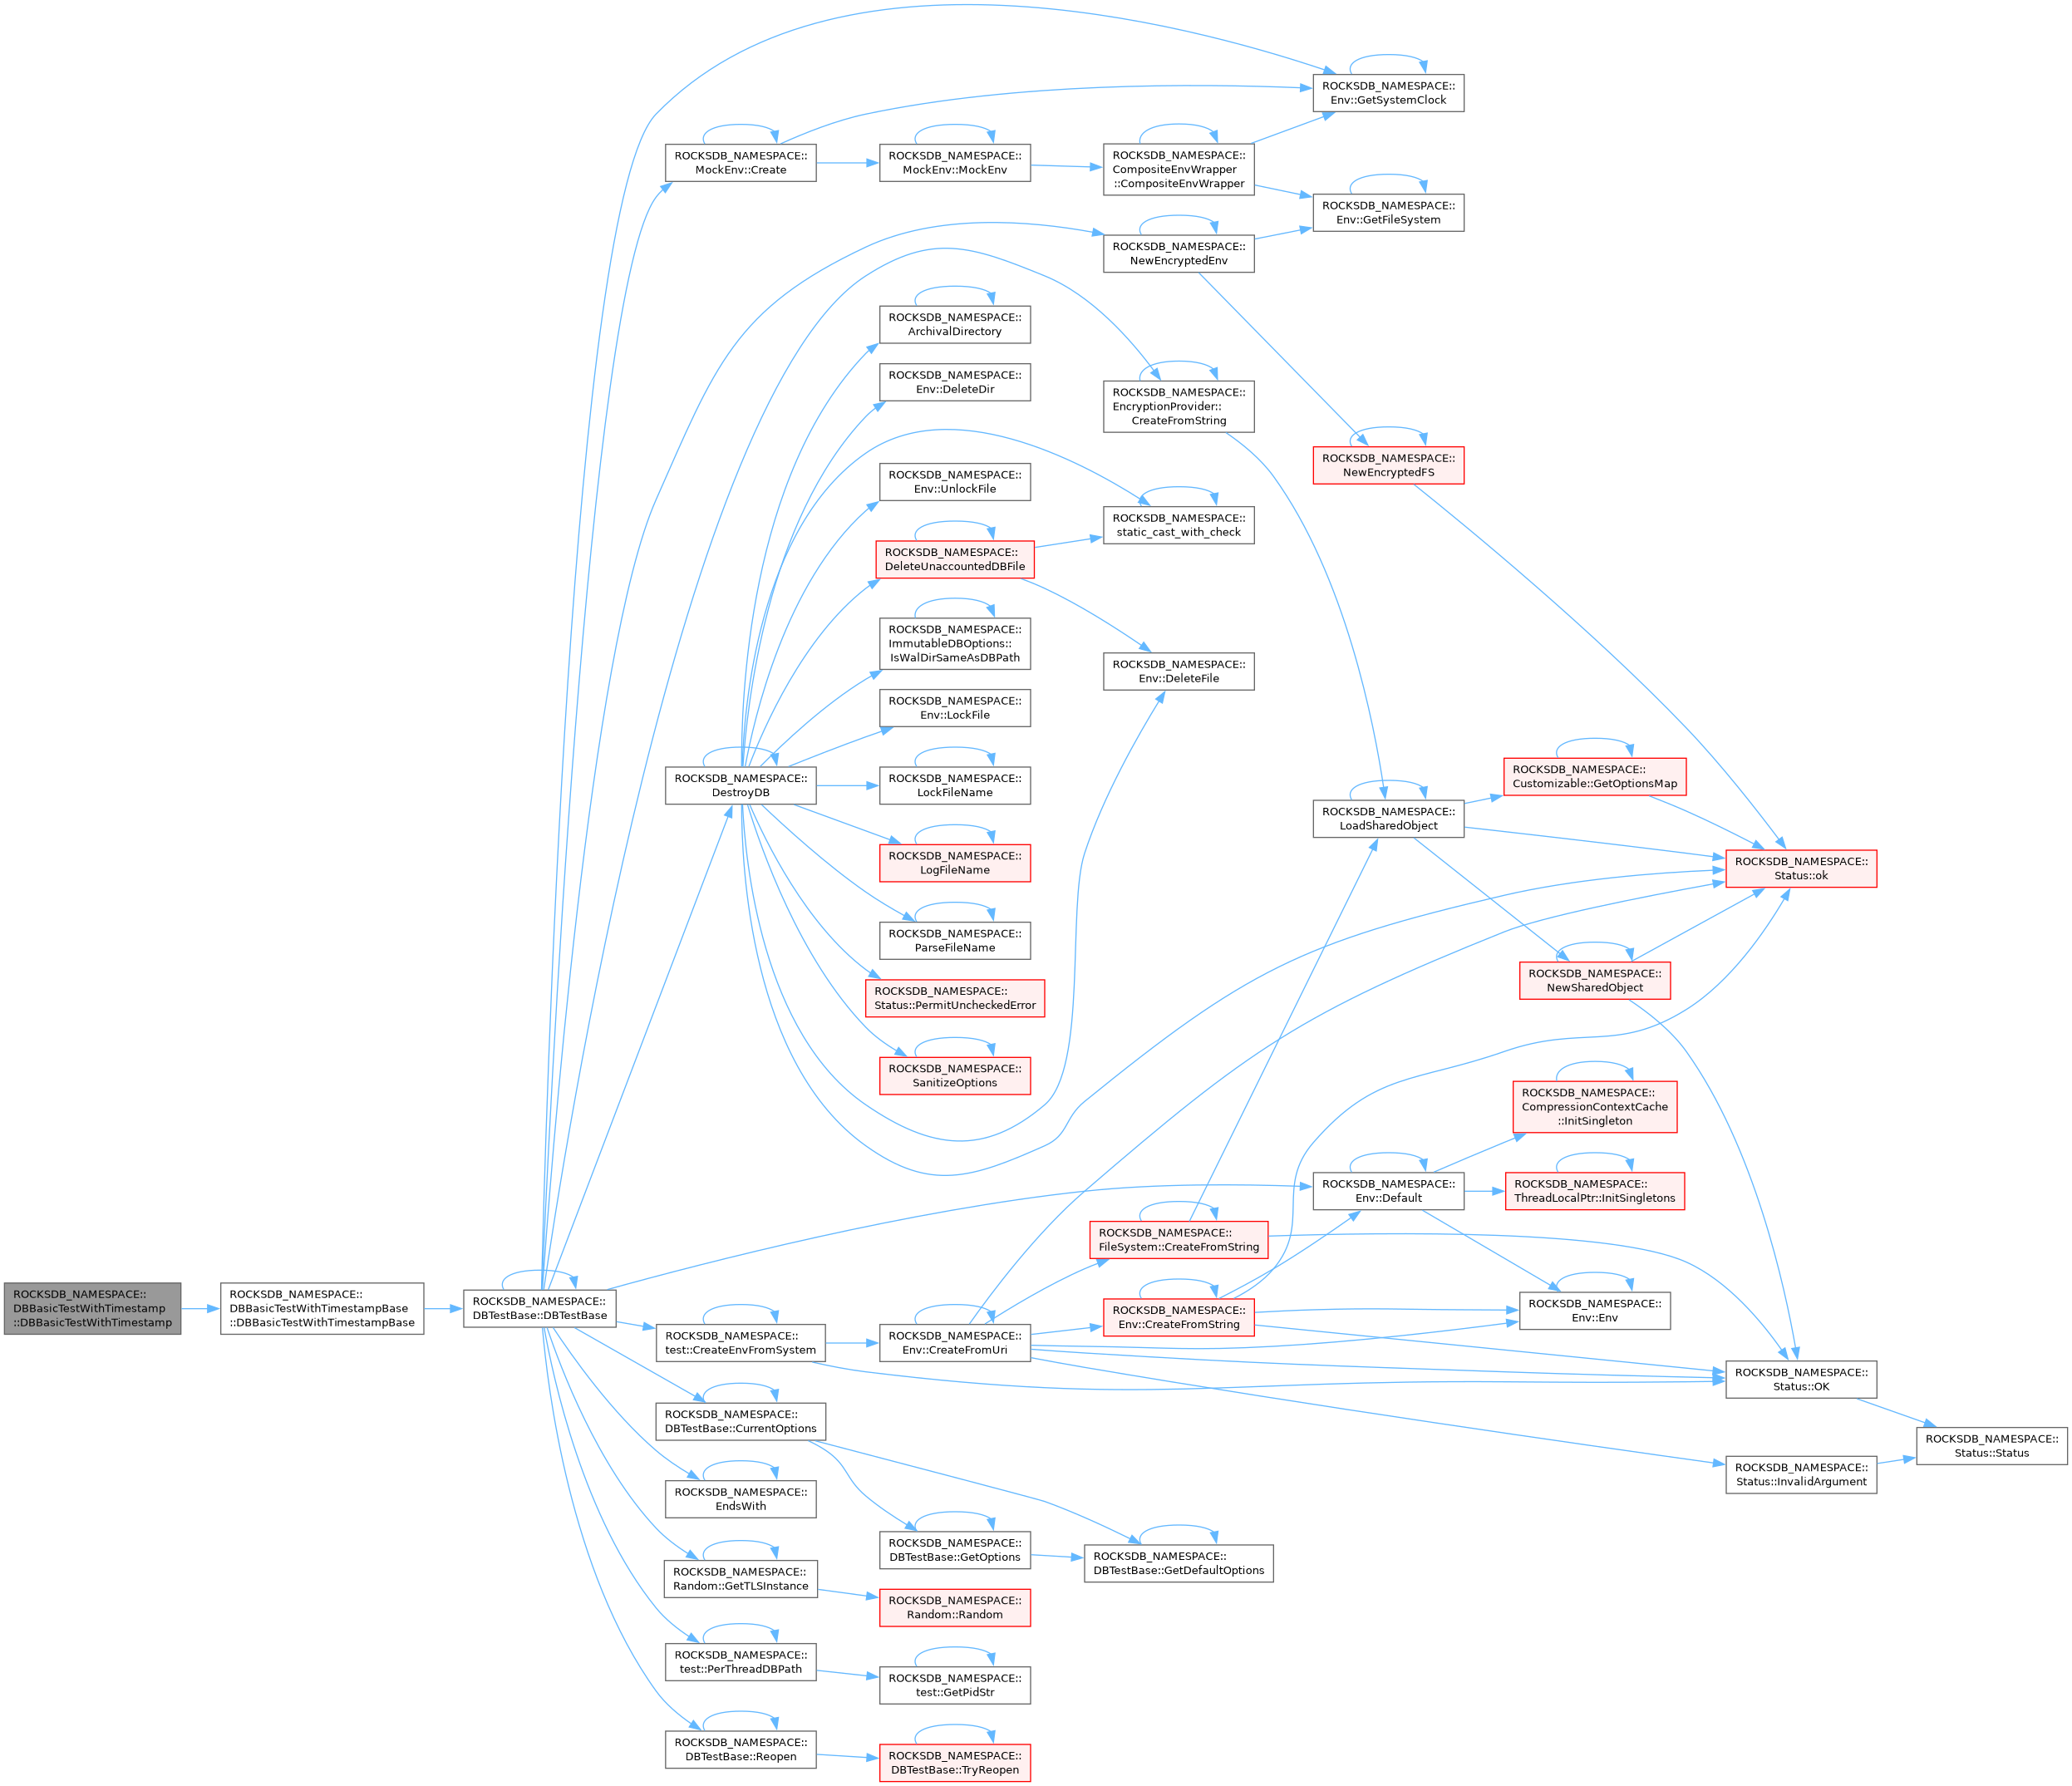 ROCKSDB_NAMESPACE::
DBBasicTestWithTimestamp
::DBBasicTestWithTimestamp
ROCKSDB_NAMESPACE::
DBBasicTestWithTimestampBase
::DBBasicTestWithTimestampBase
ROCKSDB_NAMESPACE::
DBTestBase::DBTestBase
ROCKSDB_NAMESPACE::
MockEnv::Create
ROCKSDB_NAMESPACE::
DestroyDB
ROCKSDB_NAMESPACE::
test::CreateEnvFromSystem
ROCKSDB_NAMESPACE::
DBTestBase::CurrentOptions
ROCKSDB_NAMESPACE::
EndsWith
ROCKSDB_NAMESPACE::
Random::GetTLSInstance
ROCKSDB_NAMESPACE::
test::PerThreadDBPath
ROCKSDB_NAMESPACE::
DBTestBase::Reopen
ROCKSDB_NAMESPACE::
MockEnv::MockEnv
ROCKSDB_NAMESPACE::
ArchivalDirectory
ROCKSDB_NAMESPACE::
Env::DeleteDir
ROCKSDB_NAMESPACE::
Env::UnlockFile
ROCKSDB_NAMESPACE::
DeleteUnaccountedDBFile
ROCKSDB_NAMESPACE::
ImmutableDBOptions::
IsWalDirSameAsDBPath
ROCKSDB_NAMESPACE::
Env::LockFile
ROCKSDB_NAMESPACE::
LockFileName
ROCKSDB_NAMESPACE::
LogFileName
ROCKSDB_NAMESPACE::
ParseFileName
ROCKSDB_NAMESPACE::
Status::PermitUncheckedError
ROCKSDB_NAMESPACE::
SanitizeOptions
ROCKSDB_NAMESPACE::
Env::CreateFromUri
ROCKSDB_NAMESPACE::
DBTestBase::GetOptions
ROCKSDB_NAMESPACE::
Random::Random
ROCKSDB_NAMESPACE::
test::GetPidStr
ROCKSDB_NAMESPACE::
DBTestBase::TryReopen
ROCKSDB_NAMESPACE::
CompositeEnvWrapper
::CompositeEnvWrapper
ROCKSDB_NAMESPACE::
NewEncryptedEnv
ROCKSDB_NAMESPACE::
EncryptionProvider::
CreateFromString
ROCKSDB_NAMESPACE::
static_cast_with_check
ROCKSDB_NAMESPACE::
Env::DeleteFile
ROCKSDB_NAMESPACE::
FileSystem::CreateFromString
ROCKSDB_NAMESPACE::
Env::CreateFromString
ROCKSDB_NAMESPACE::
DBTestBase::GetDefaultOptions
ROCKSDB_NAMESPACE::
Env::GetSystemClock
ROCKSDB_NAMESPACE::
Env::GetFileSystem
ROCKSDB_NAMESPACE::
NewEncryptedFS
ROCKSDB_NAMESPACE::
LoadSharedObject
ROCKSDB_NAMESPACE::
Env::Default
ROCKSDB_NAMESPACE::
Customizable::GetOptionsMap
ROCKSDB_NAMESPACE::
NewSharedObject
ROCKSDB_NAMESPACE::
CompressionContextCache
::InitSingleton
ROCKSDB_NAMESPACE::
ThreadLocalPtr::InitSingletons
ROCKSDB_NAMESPACE::
Env::Env
ROCKSDB_NAMESPACE::
Status::ok
ROCKSDB_NAMESPACE::
Status::OK
ROCKSDB_NAMESPACE::
Status::InvalidArgument
ROCKSDB_NAMESPACE::
Status::Status